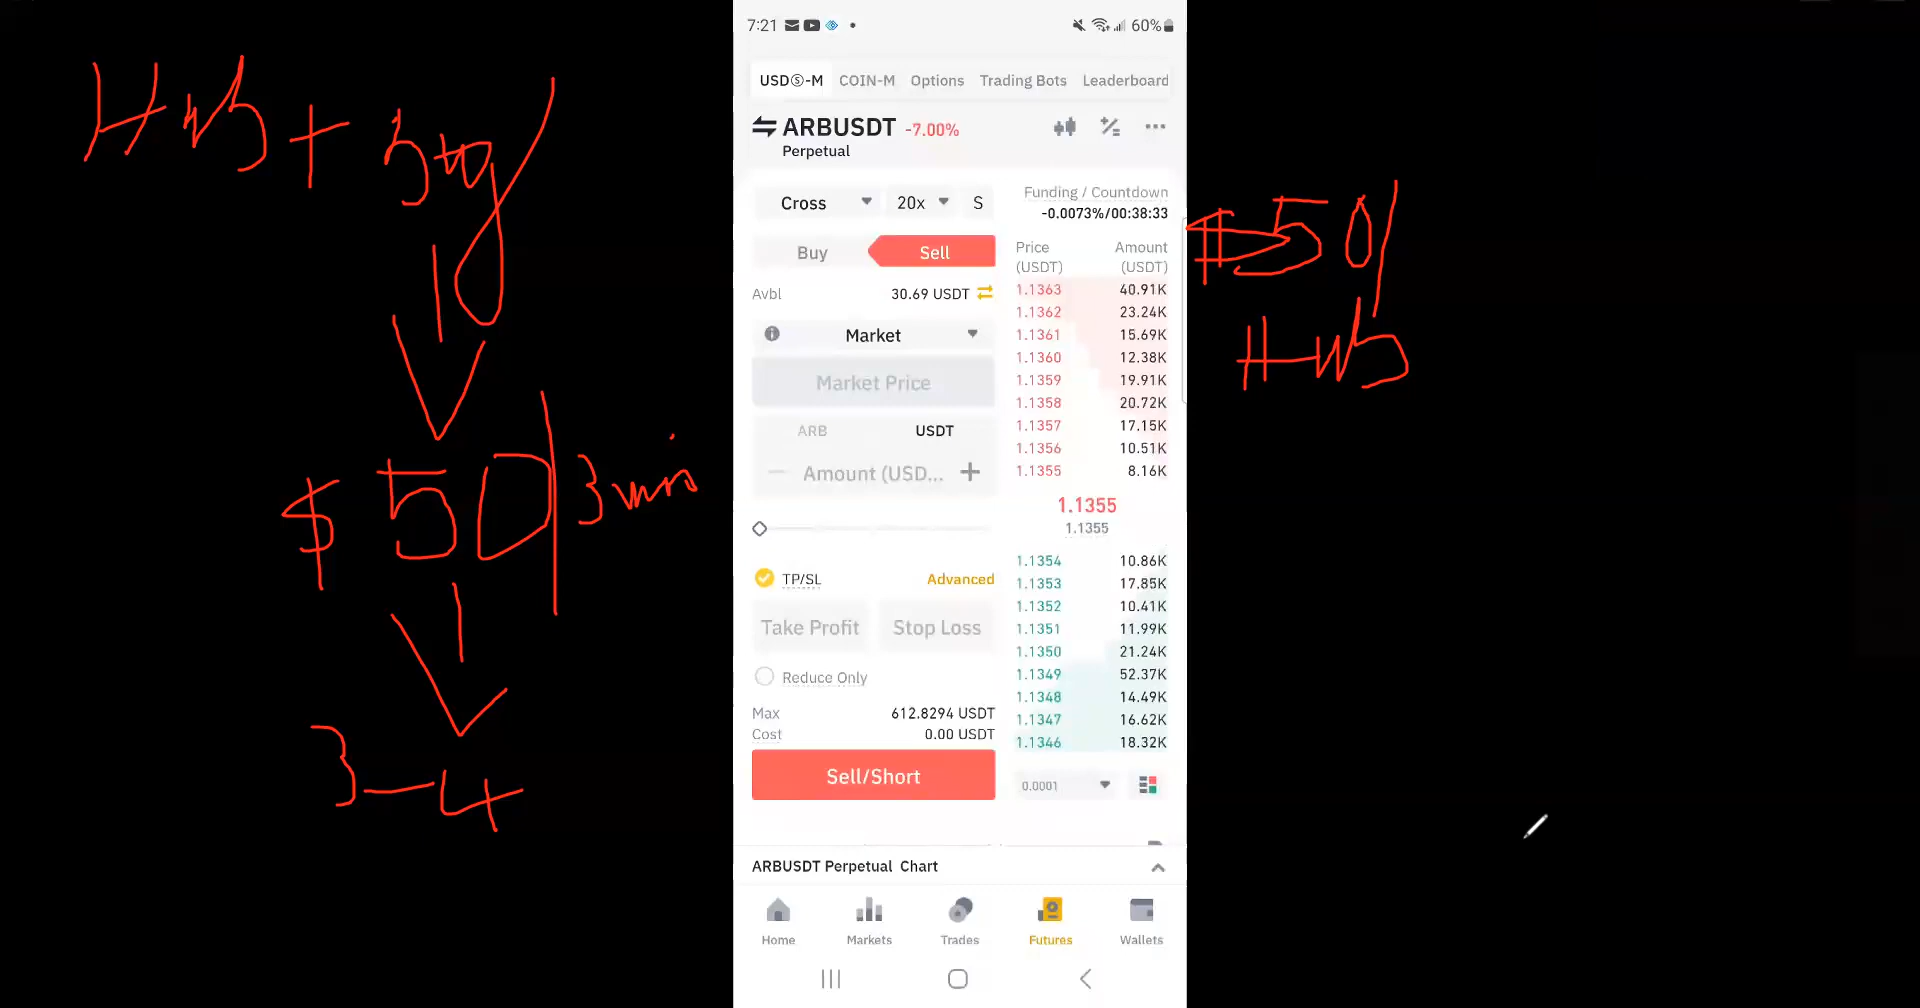 $ 50 | 3 min
3-4
7:21
60%
USDⓈ-M COIN-M Options Trading Bots Leaderboard
ARBUSDT -7.00%
Perpetual
Cross 20x S
Buy Sell
Avbl 30.69 USDT
Market
Market Price
ARB USDT
Amount (USD...
TP/SL Advanced
Take Profit Stop Loss
Reduce Only
Max 612.8294 USDT
Cost 0.00 USDT
Sell/Short
Funding / Countdown
-0.0073%/00:38:33
Price Amount
(USDT) (USDT)
1.1363 40.91K
1.1362 23.24K
1.1361 15.69K
1.1360 12.38K
1.1359 19.91K
1.1358 20.72K
1.1357 17.15K
1.1356 10.51K
1.1355 8.16K
1.1355
1.1355
1.1354 10.86K
1.1353 17.85K
1.1352 10.41K
1.1351 11.99K
1.1350 21.24K
1.1349 52.37K
1.1348 14.49K
1.1347 16.62K
1.1346 18.32K
0.0001
ARBUSDT Perpetual Chart
Home Markets Trades Futures Wallets
$50/